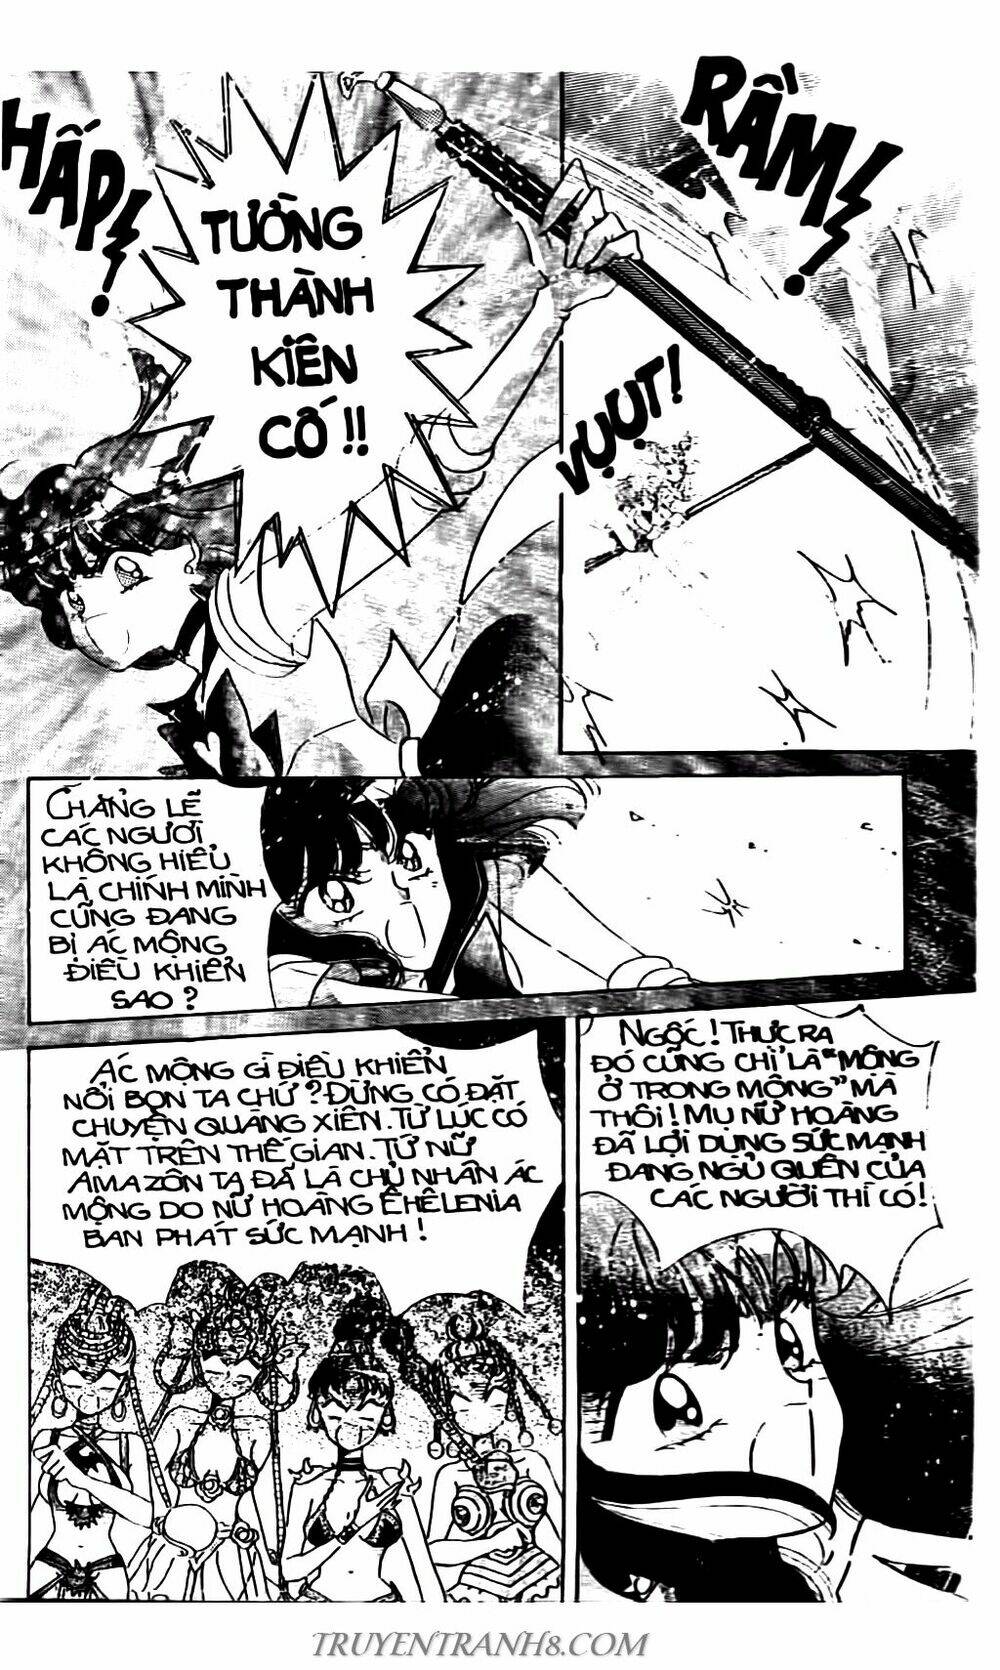 HẤP!
TƯỜNG
THÀNH
KIÊN
CỐ!!
RẦM!
VỤỤT!
CHẲNG LẼ
CÁC NGƯƠI
KHÔNG HIỂU
LÀ CHÍNH MÌNH
CŨNG ĐANG
BỊ ÁC MỘNG
ĐIỀU KHIỂN
SAO?
ÁC MỘNG GÌ ĐIỀU KHIỂN
NỔI BỌN TA CHỨ? ĐỪNG CÓ ĐẶT
CHUYỆN QUÀNG XIÊN. TỪ LÚC CÓ
MẶT TRÊN THẾ GIAN. TỨ NỮ
AMAZÔN TA ĐÃ LÀ CHỦ NHÂN ÁC
MỘNG DO NỮ HOÀNG ÊHÊLENIA
BAN PHÁT SỨC MẠNH!
NGỐC! THỰC RA
ĐÓ CŨNG CHỈ LÀ "MỘNG
Ở TRONG MỘNG" MÀ
THÔI! MỤ NỮ HOÀNG
ĐÃ LỢI DỤNG SỨC MẠNH
ĐANG NGỦ QUÊN CỦA
CÁC NGƯỜI THÌ CÓ!
TRUYENTRANH8.COM